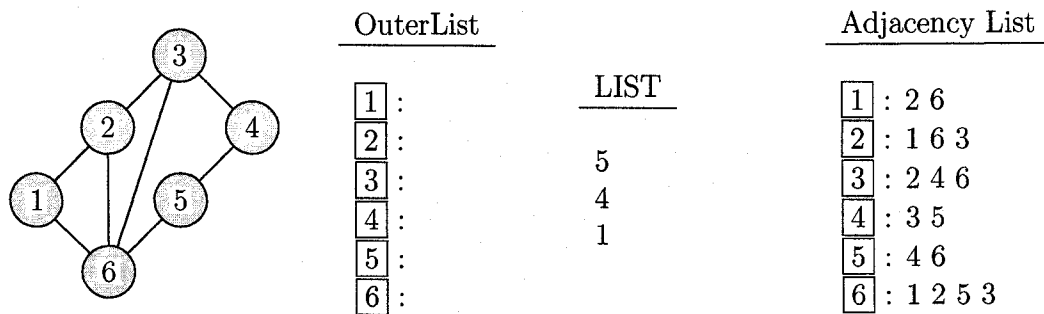 OuterList
Adjacency List
LIST
3
2
4
1
5
6
1 :
2 :
3 :
4 :
5 :
6 :
5
4
1
1 : 2 6
2 : 1 6 3
3 : 2 4 6
4 : 3 5
5 : 4 6
6 : 1 2 5 3